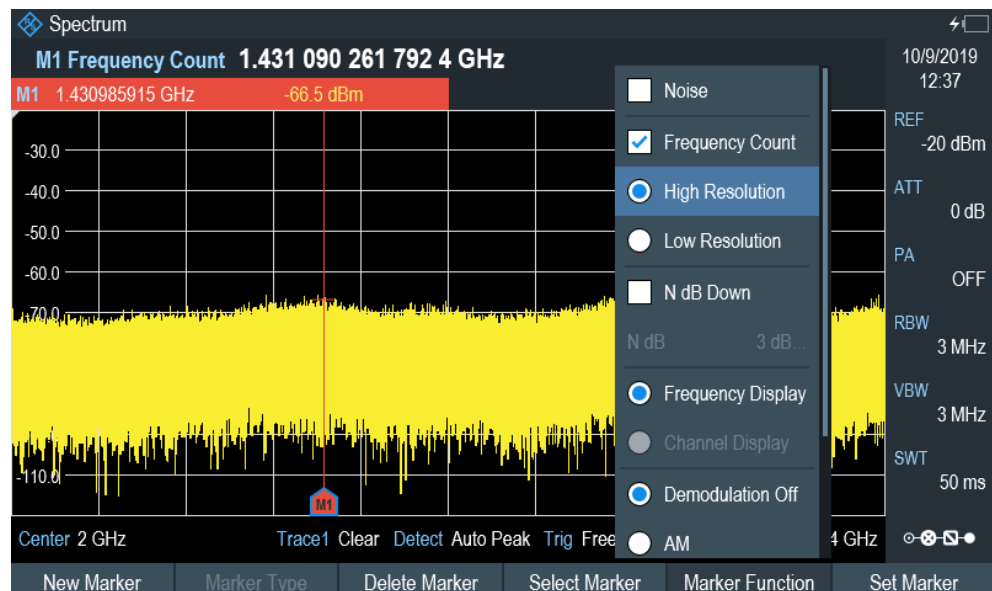 Spectrum
M1 Frequency Count 1.431 090 261 792 4 GHz
10/9/2019
12:37
M1 1.430985915 GHz -66.5 dBm
-30.0
-40.0
-50.0
-60.0
-70.0
-110.0
M1
Noise
Frequency Count
High Resolution
Low Resolution
N dB Down
N dB 3 dB...
Frequency Display
Channel Display
Demodulation Off
AM
REF
-20 dBm
ATT
0 dB
PA
OFF
RBW
3 MHz
VBW
3 MHz
SWT
50 ms
Center 2 GHz Trace1 Clear Detect Auto Peak Trig Free 4 GHz
New Marker Marker Type Delete Marker Select Marker Marker Function Set Marker